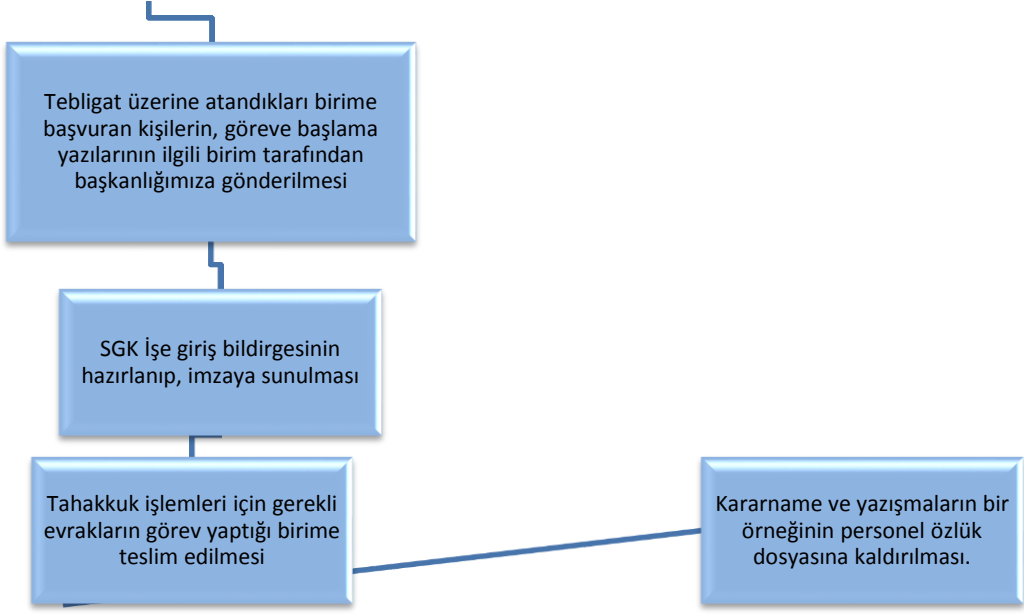 Tebligat üzerine atandıkları birime
başvuran kişilerin, göreve başlama
yazılarının ilgili birim tarafından
başkanlığımıza gönderilmesi
SGK İşe giriş bildirgesinin
hazırlanıp, imzaya sunulması
Tahakkuk işlemleri için gerekli
evrakların görev yaptığı birime
teslim edilmesi
Kararname ve yazışmaların bir
örneğinin personel özlük
dosyasına kaldırılması.